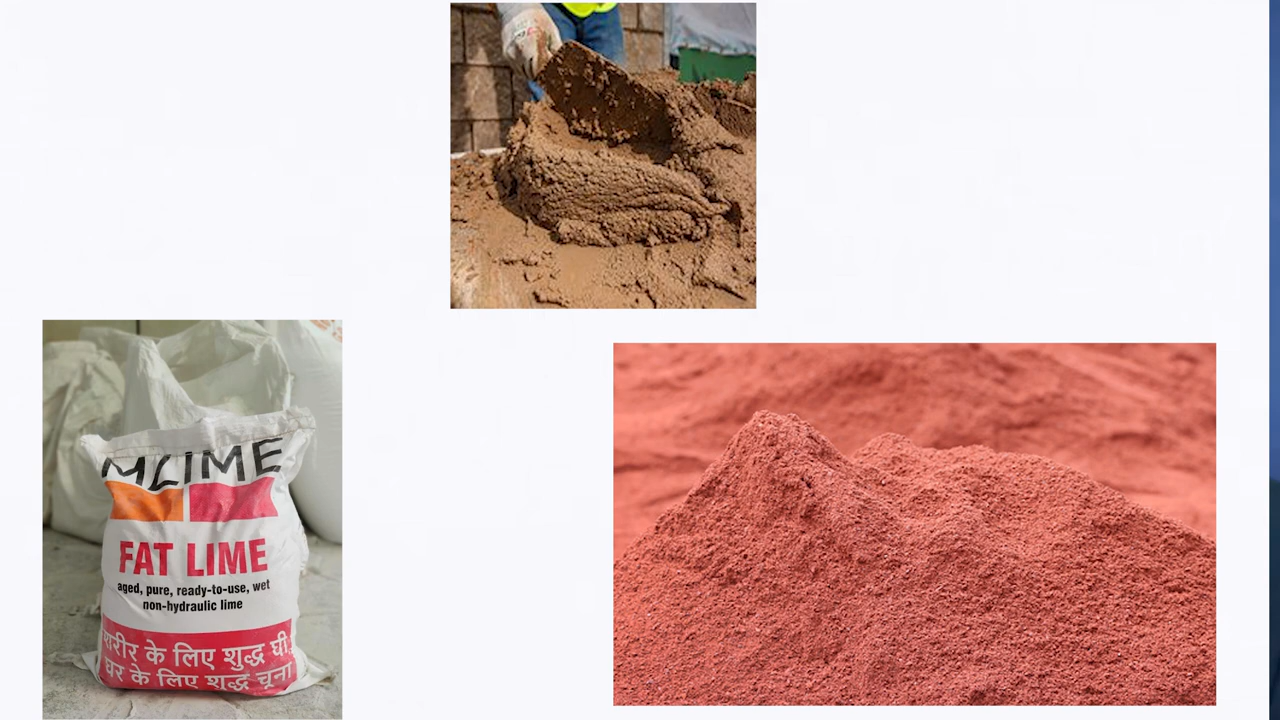 MLIME
FAT LIME
aged, pure, ready-to-use, wet
non-hydraulic lime
शरीर के लिए शुद्ध घी,
घर के लिए शुद्ध चूना